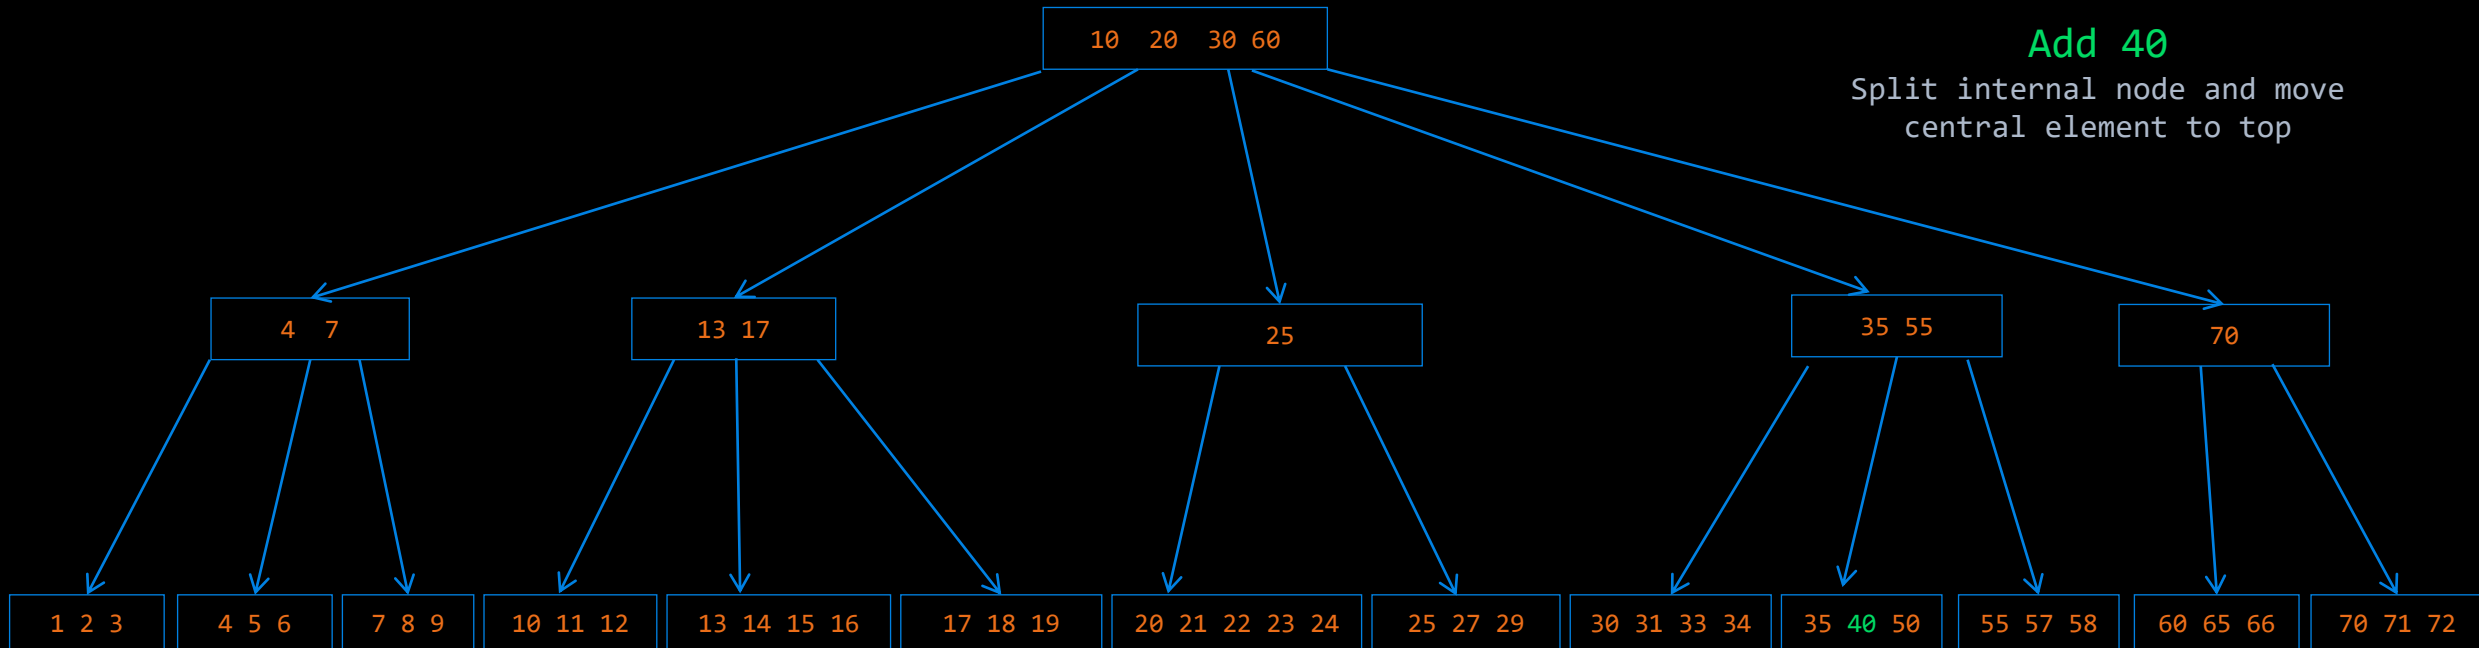 10 20 30 60
Add 40
Split internal node and move
central element to top
4 7
13 17
25
35 55
70
1 2 3
4 5 6
7 8 9
10 11 12
13 14 15 16
17 18 19
20 21 22 23 24
25 27 29
30 31 33 34
35 40 50
55 57 58
60 65 66
70 71 72